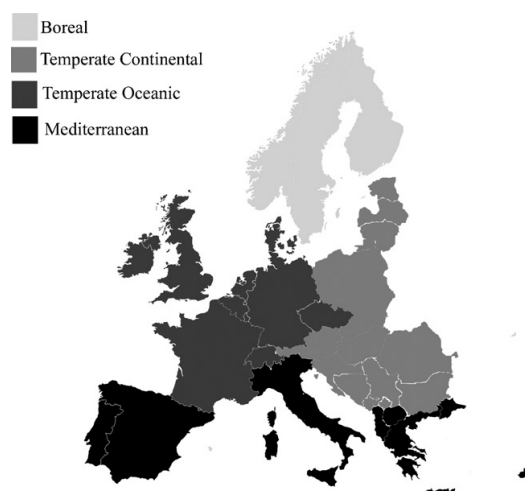 Boreal
Temperate Continental
Temperate Oceanic
Mediterranean